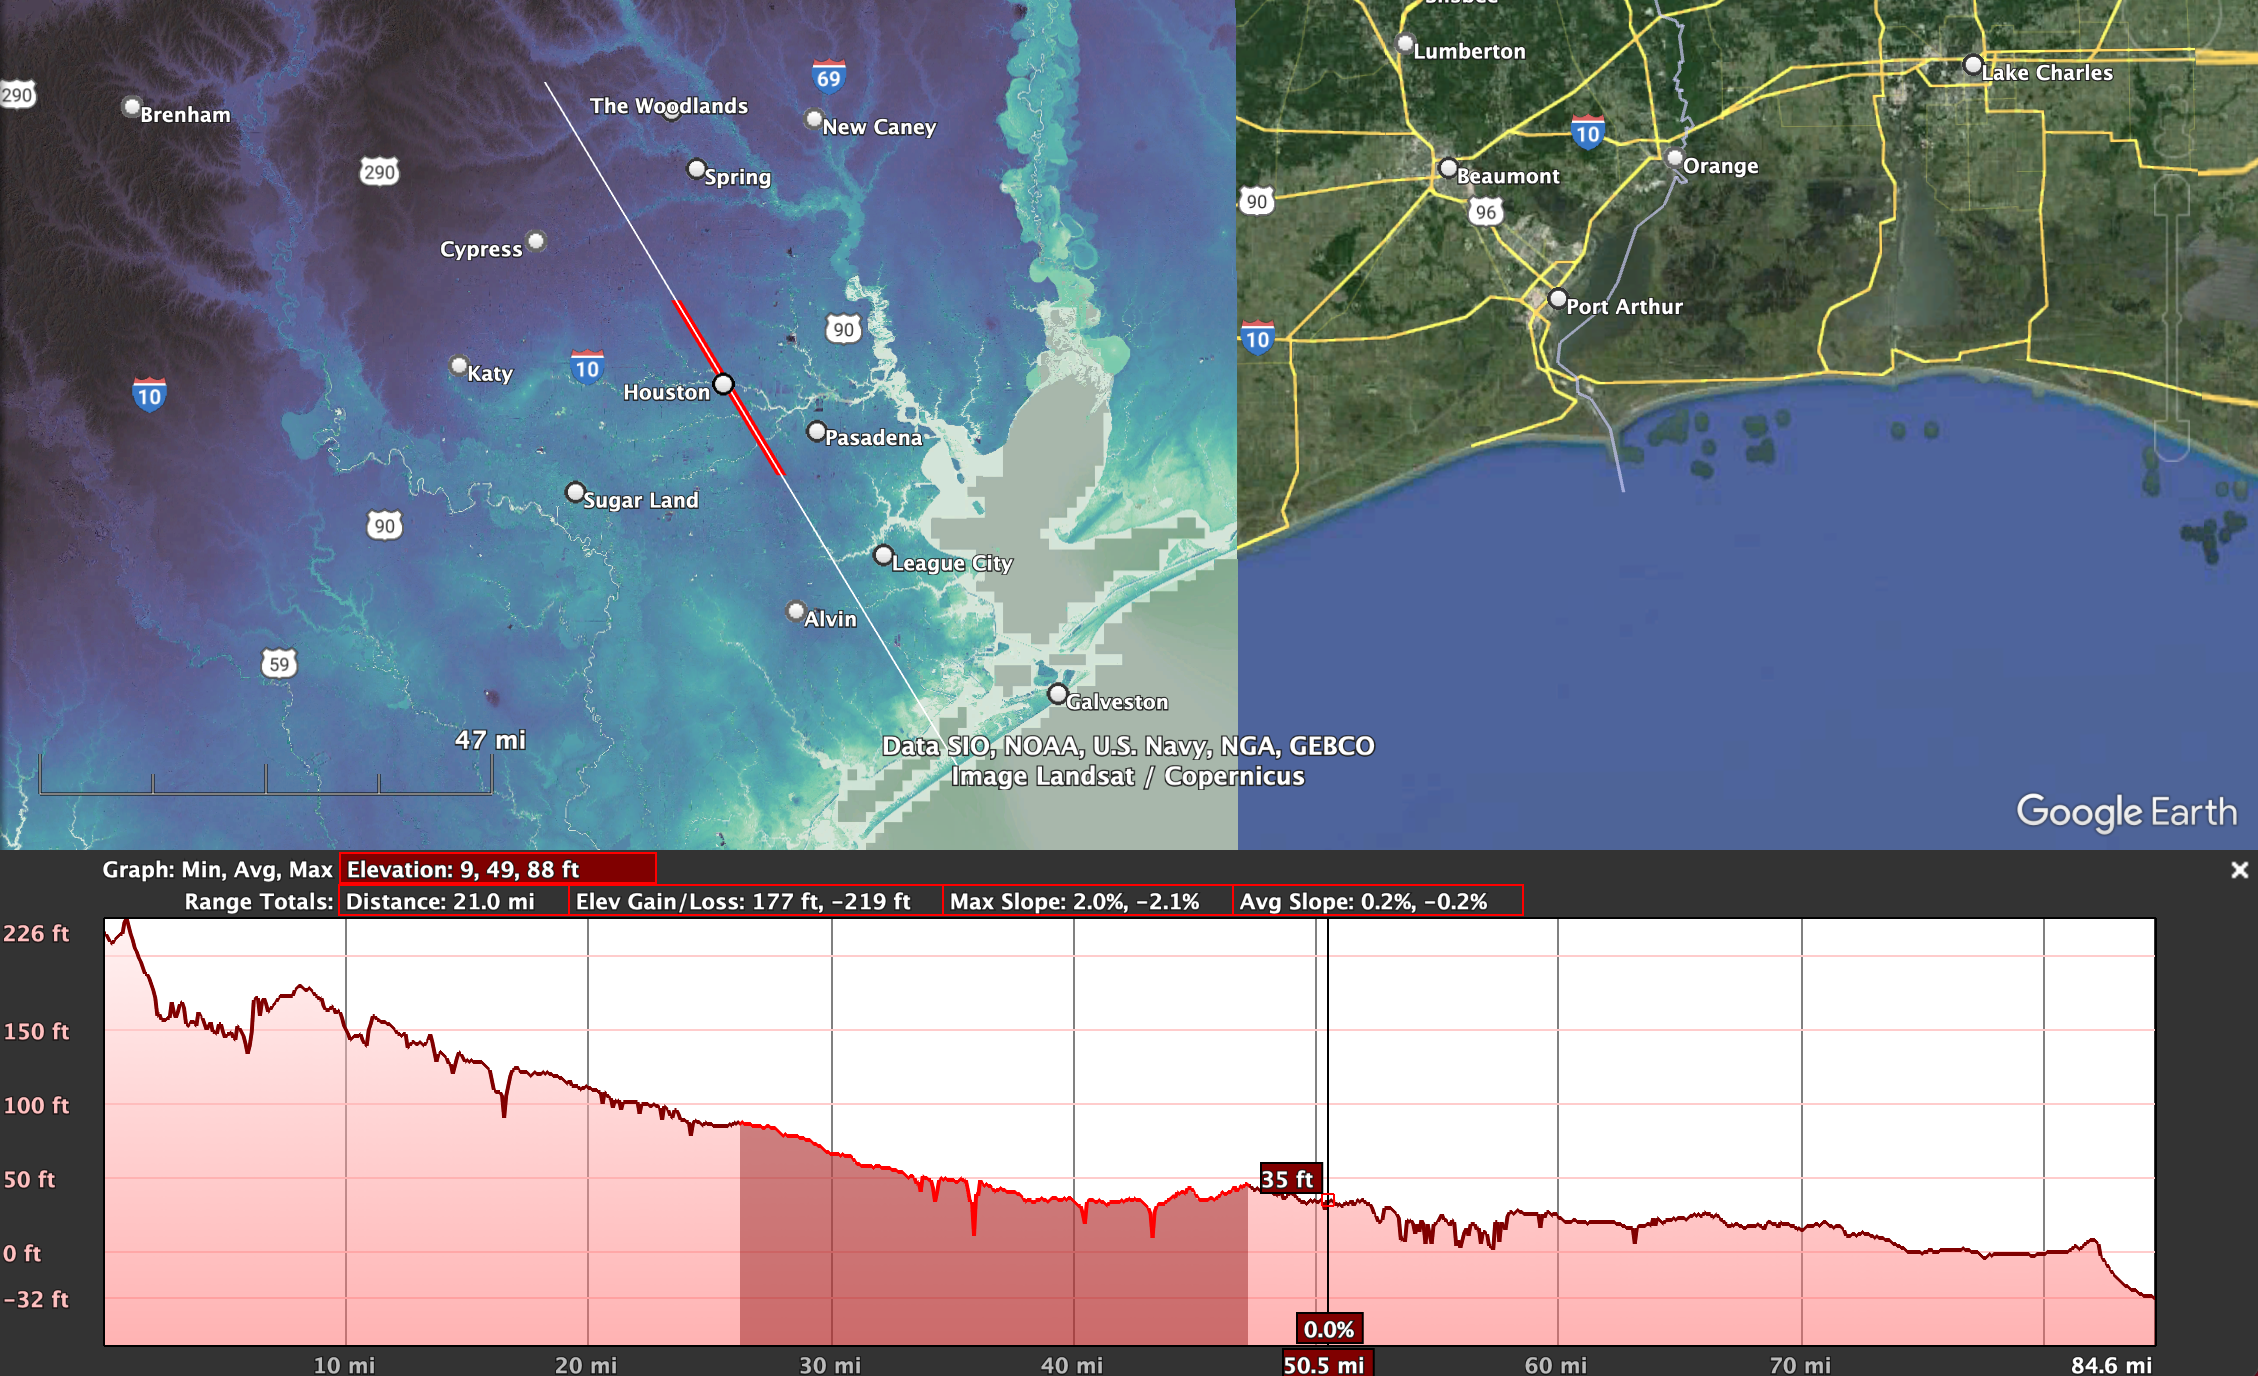 Silsbee
Lumberton
Lake Charles
290
69
Brenham
The Woodlands
New Caney
10
Beaumont
Orange
290
Spring
90
96
Cypress
90
Port Arthur
10
Katy
10
Houston
10
Pasadena
Sugar Land
90
League City
Alvin
59
Galveston
47 mi
Data SIO, NOAA, U.S. Navy, NGA, GEBCO
Image Landsat / Copernicus
Google Earth
Graph: Min, Avg, Max Elevation: 9, 49, 88 ft
Range Totals: Distance: 21.0 mi Elev Gain/Loss: 177 ft, -219 ft Max Slope: 2.0%, -2.1% Avg Slope: 0.2%, -0.2%
226 ft
150 ft
100 ft
50 ft
35 ft
0 ft
-32 ft
0.0%
10 mi 20 mi 30 mi 40 mi 50.5 mi 60 mi 70 mi 84.6 mi